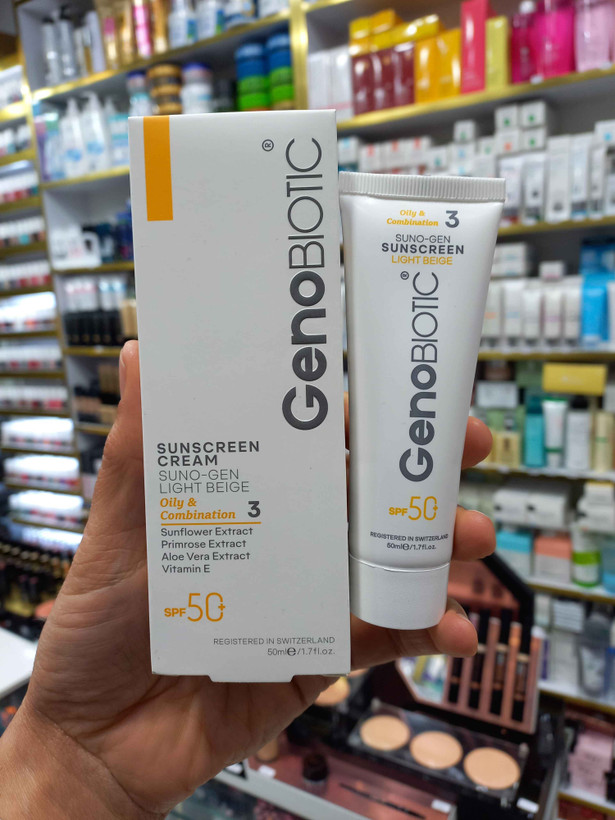 GenoBIOTIC®
SUNSCREEN
CREAM
SUNO-GEN
LIGHT BEIGE
Oily &
Combination 3
Sunflower Extract
Primrose Extract
Aloe Vera Extract
Vitamin E
SPF50+
REGISTERED IN SWITZERLAND
50ml℮/1.7fl.oz.
Oily &
Combination 3
SUNO-GEN
SUNSCREEN
LIGHT BEIGE
GenoBIOTIC®
SPF50+
REGISTERED IN SWITZERLAND
50ml℮/1.7fl.oz.